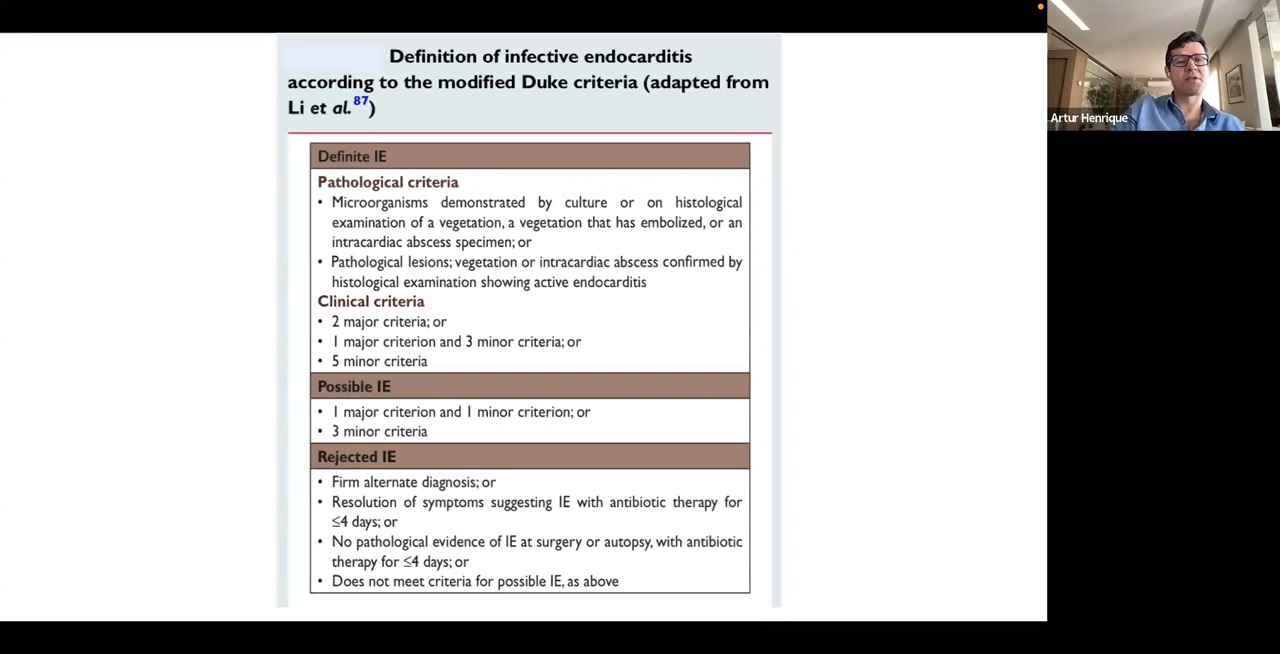 Definition of infective endocarditis
according to the modified Duke criteria (adapted from
Li et al.87)
Definite IE
Pathological criteria
• Microorganisms demonstrated by culture or on histological
examination of a vegetation, a vegetation that has embolized, or an
intracardiac abscess specimen; or
• Pathological lesions; vegetation or intracardiac abscess confirmed by
histological examination showing active endocarditis
Clinical criteria
• 2 major criteria; or
• 1 major criterion and 3 minor criteria; or
• 5 minor criteria
Possible IE
• 1 major criterion and 1 minor criterion; or
• 3 minor criteria
Rejected IE
• Firm alternate diagnosis; or
• Resolution of symptoms suggesting IE with antibiotic therapy for
≤4 days; or
• No pathological evidence of IE at surgery or autopsy, with antibiotic
therapy for ≤4 days; or
• Does not meet criteria for possible IE, as above
Artur Henrique